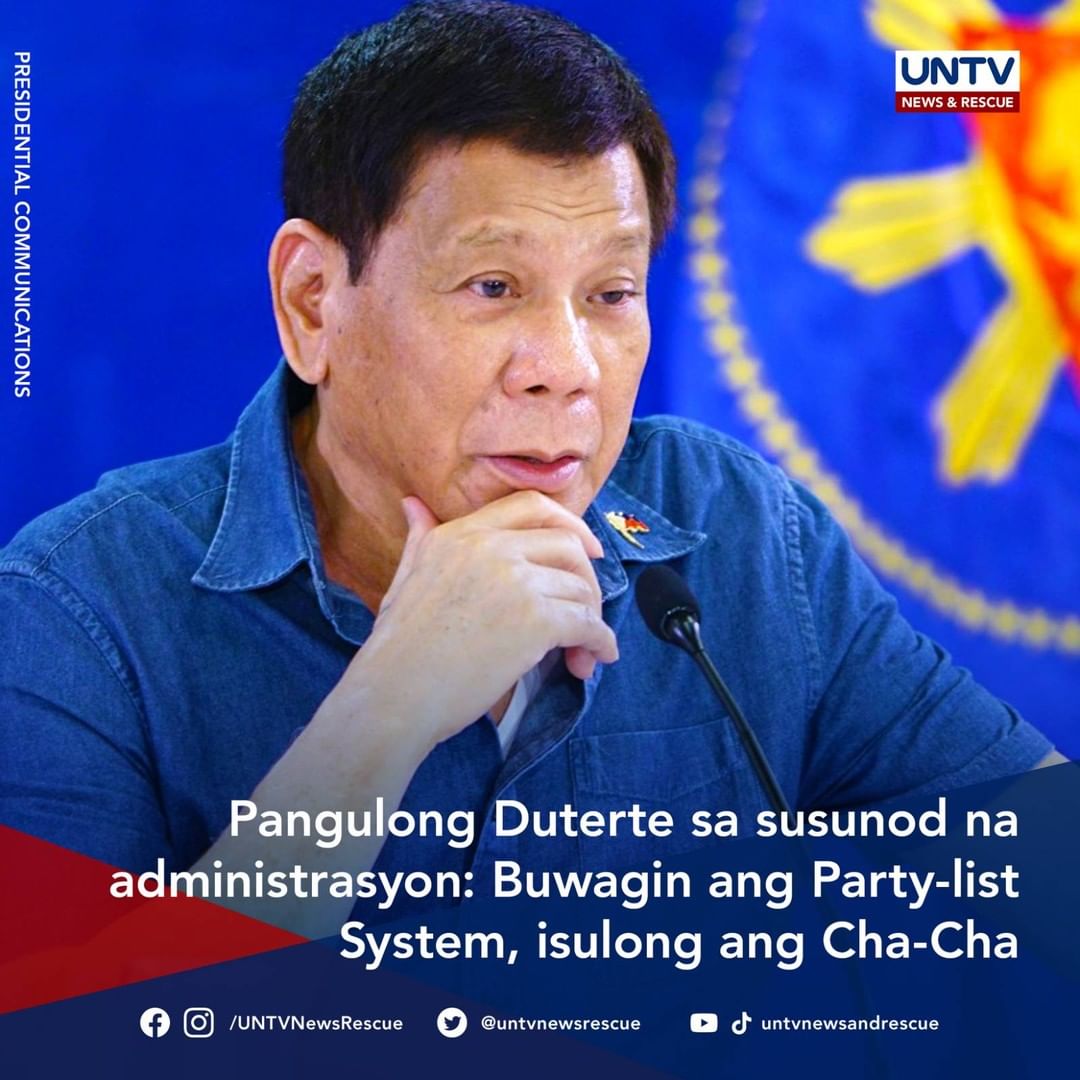 PRESIDENTIAL COMMUNICATIONS
UNTV
NEWS & RESCUE
Pangulong Duterte sa susunod na
administrasyon: Buwagin ang Party-list
System, isulong ang Cha-Cha
/UNTVNewsRescue @untvnewsrescue untvnewsandrescue